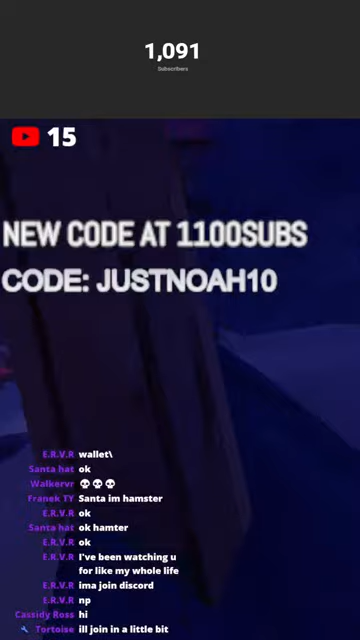 1,091
Subscribers
15
NEW CODE AT 1100SUBS
CODE: JUSTNOAH10
E.R.V.R wallet\
Santa hat ok
Walkervr 💀💀💀
Franek TY Santa im hamster
E.R.V.R ok
Santa hat ok hamter
E.R.V.R ok
E.R.V.R I've been watching u
for like my whole life
E.R.V.R ima join discord
E.R.V.R np
Cassidy Ross hi
Tortoise ill join in a little bit